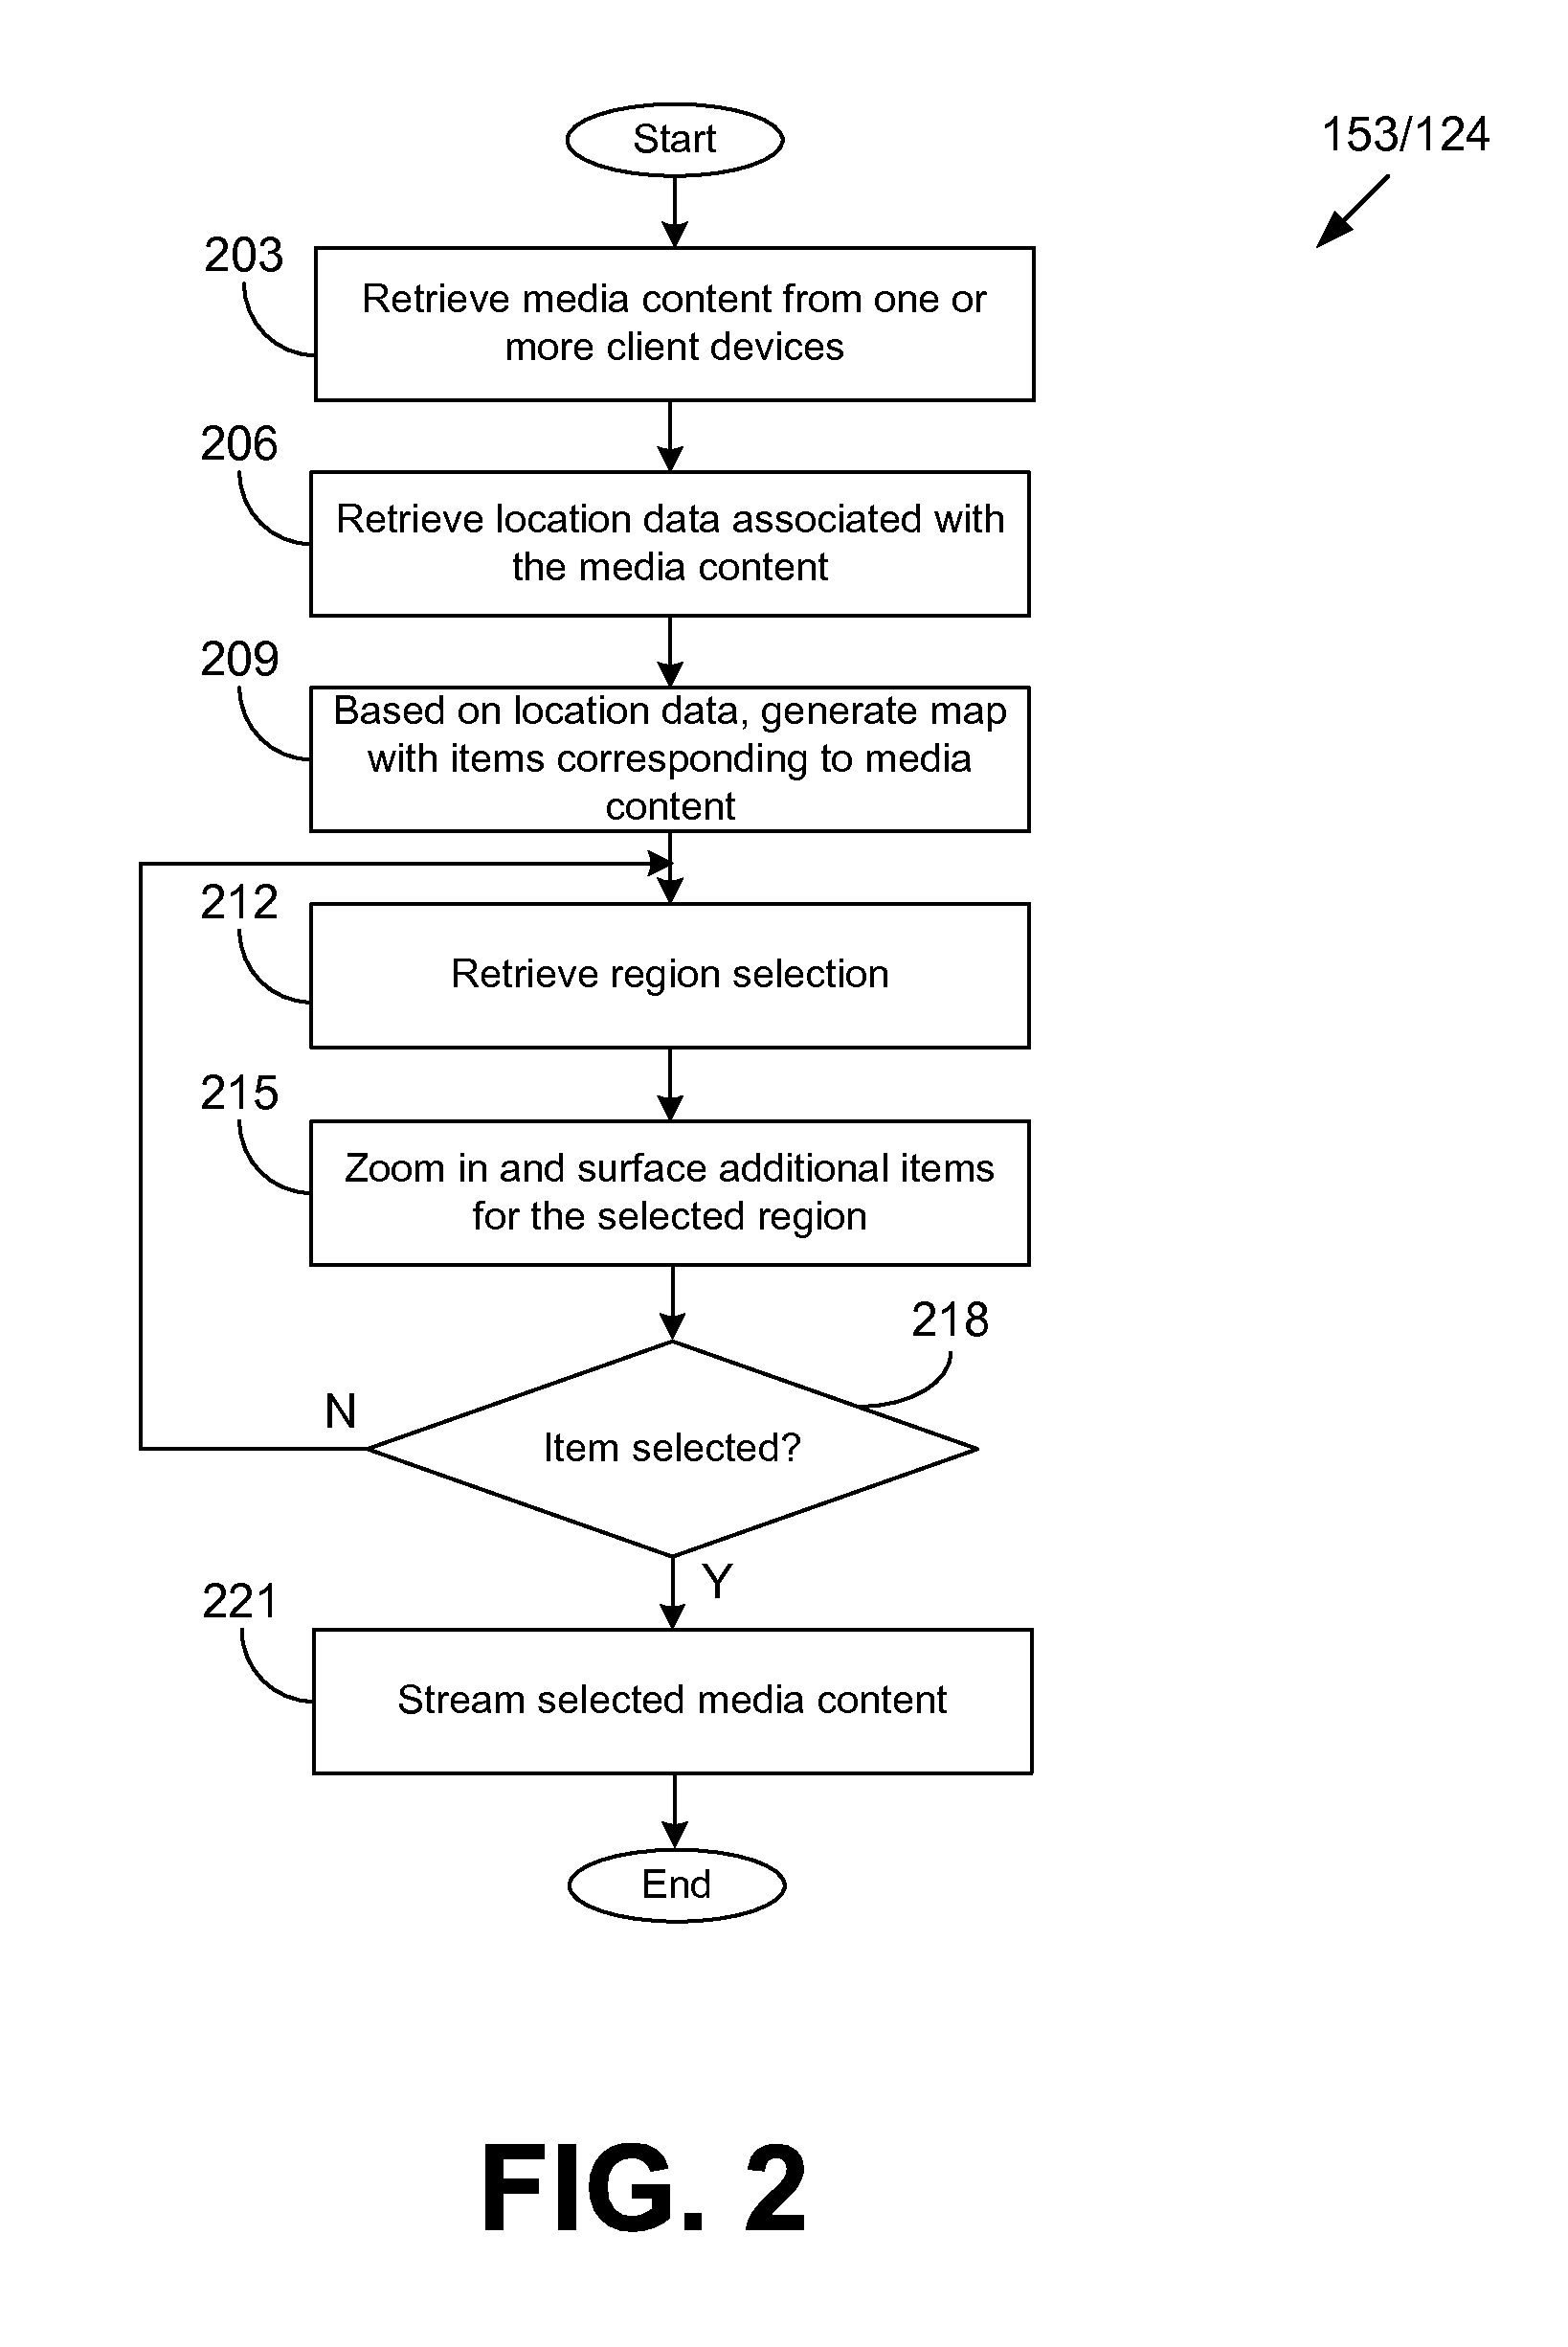 Start
153/124
203
Retrieve media content from one or
more client devices
206
Retrieve location data associated with
the media content
209
Based on location data, generate map
with items corresponding to media
content
212
Retrieve region selection
215
Zoom in and surface additional items
for the selected region
218
N
Item selected?
Y
221
Stream selected media content
End
FIG. 2